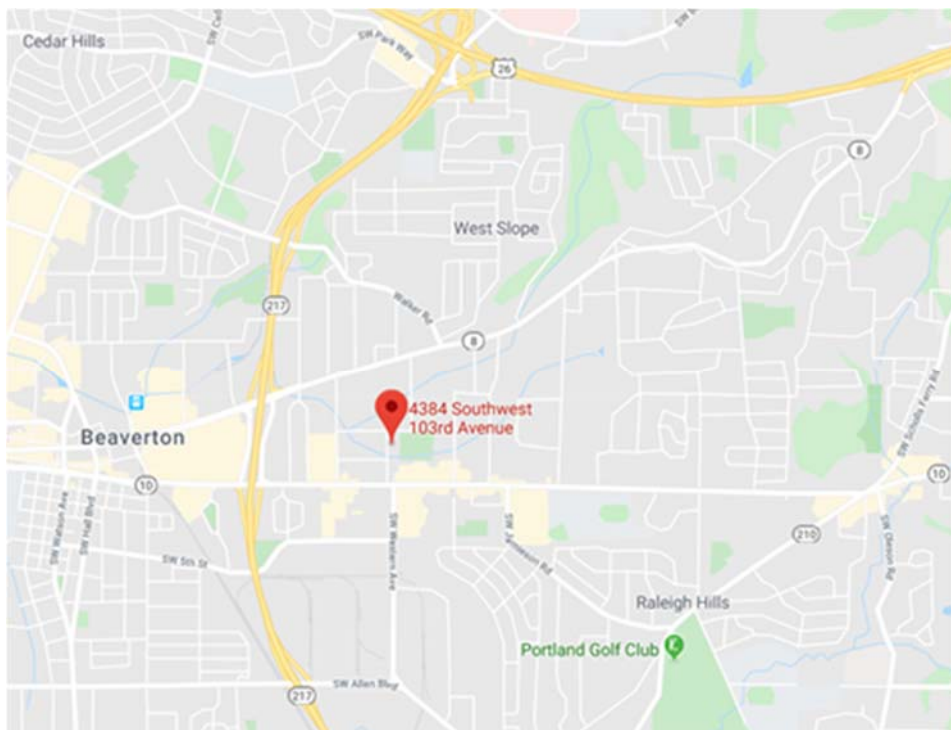 Cedar Hills
SW Park Way
26
8
West Slope
217
Walker Rd
8
4384 Southwest
103rd Avenue
Beaverton
10
10
SW Scholls Ferry Rd
SW Watson Ave
SW Hall Blvd
SW Western Ave
SW Jamieson Rd
210
SW Oleson Rd
SW 5th St
Raleigh Hills
Portland Golf Club
SW Allen Blvd
217